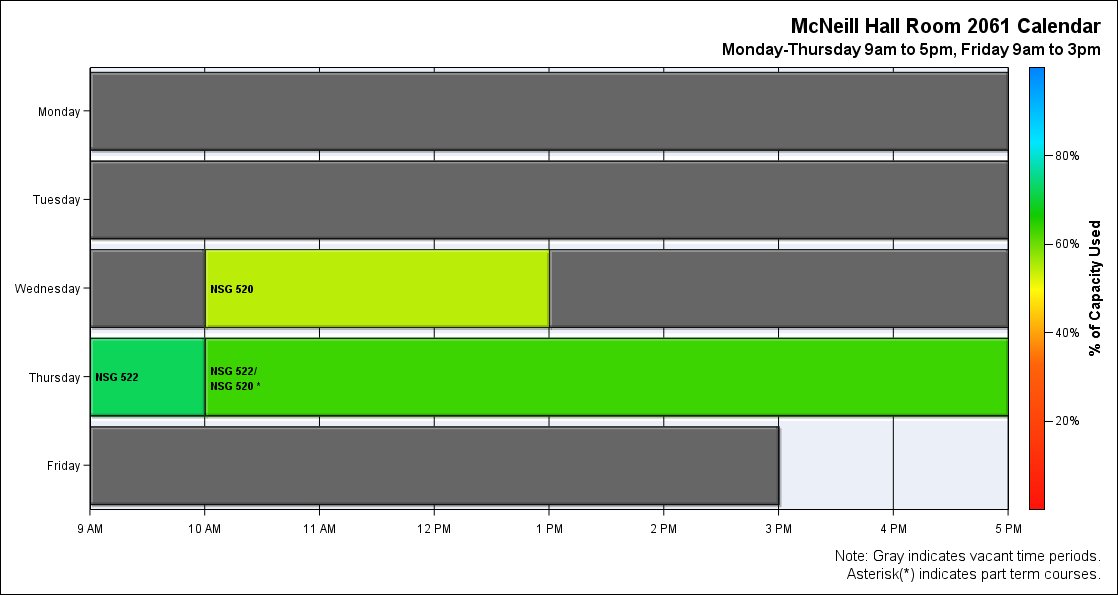 McNeill Hall Room 2061 Calendar
Monday-Thursday 9am to 5pm, Friday 9am to 3pm
Monday
Tuesday
Wednesday
Thursday
Friday
NSG 520
NSG 522
NSG 522/
NSG 520 *
9 AM
10 AM
11 AM
12 PM
1 PM
2 PM
3 PM
4 PM
5 PM
80%
60%
40%
20%
% of Capacity Used
Note: Gray indicates vacant time periods.
Asterisk(*) indicates part term courses.